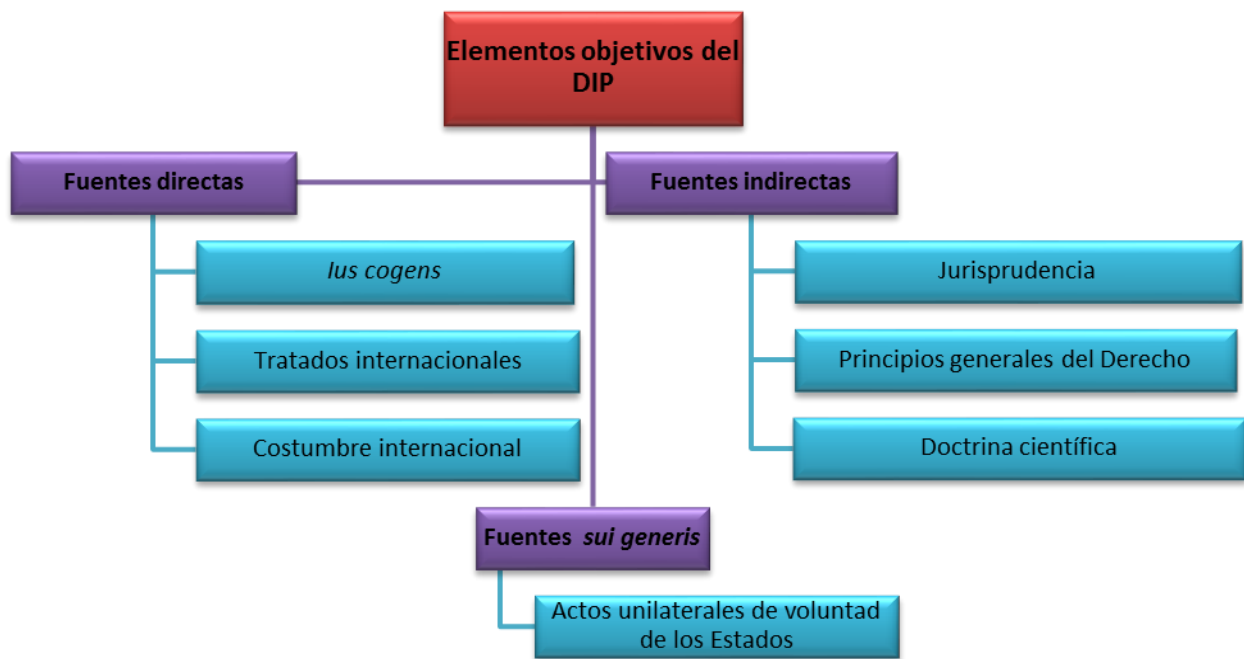 Elementos objetivos del
DIP
Fuentes directas
Fuentes indirectas
Ius cogens
Jurisprudencia
Tratados internacionales
Principios generales del Derecho
Costumbre internacional
Doctrina científica
Fuentes sui generis
Actos unilaterales de voluntad
de los Estados